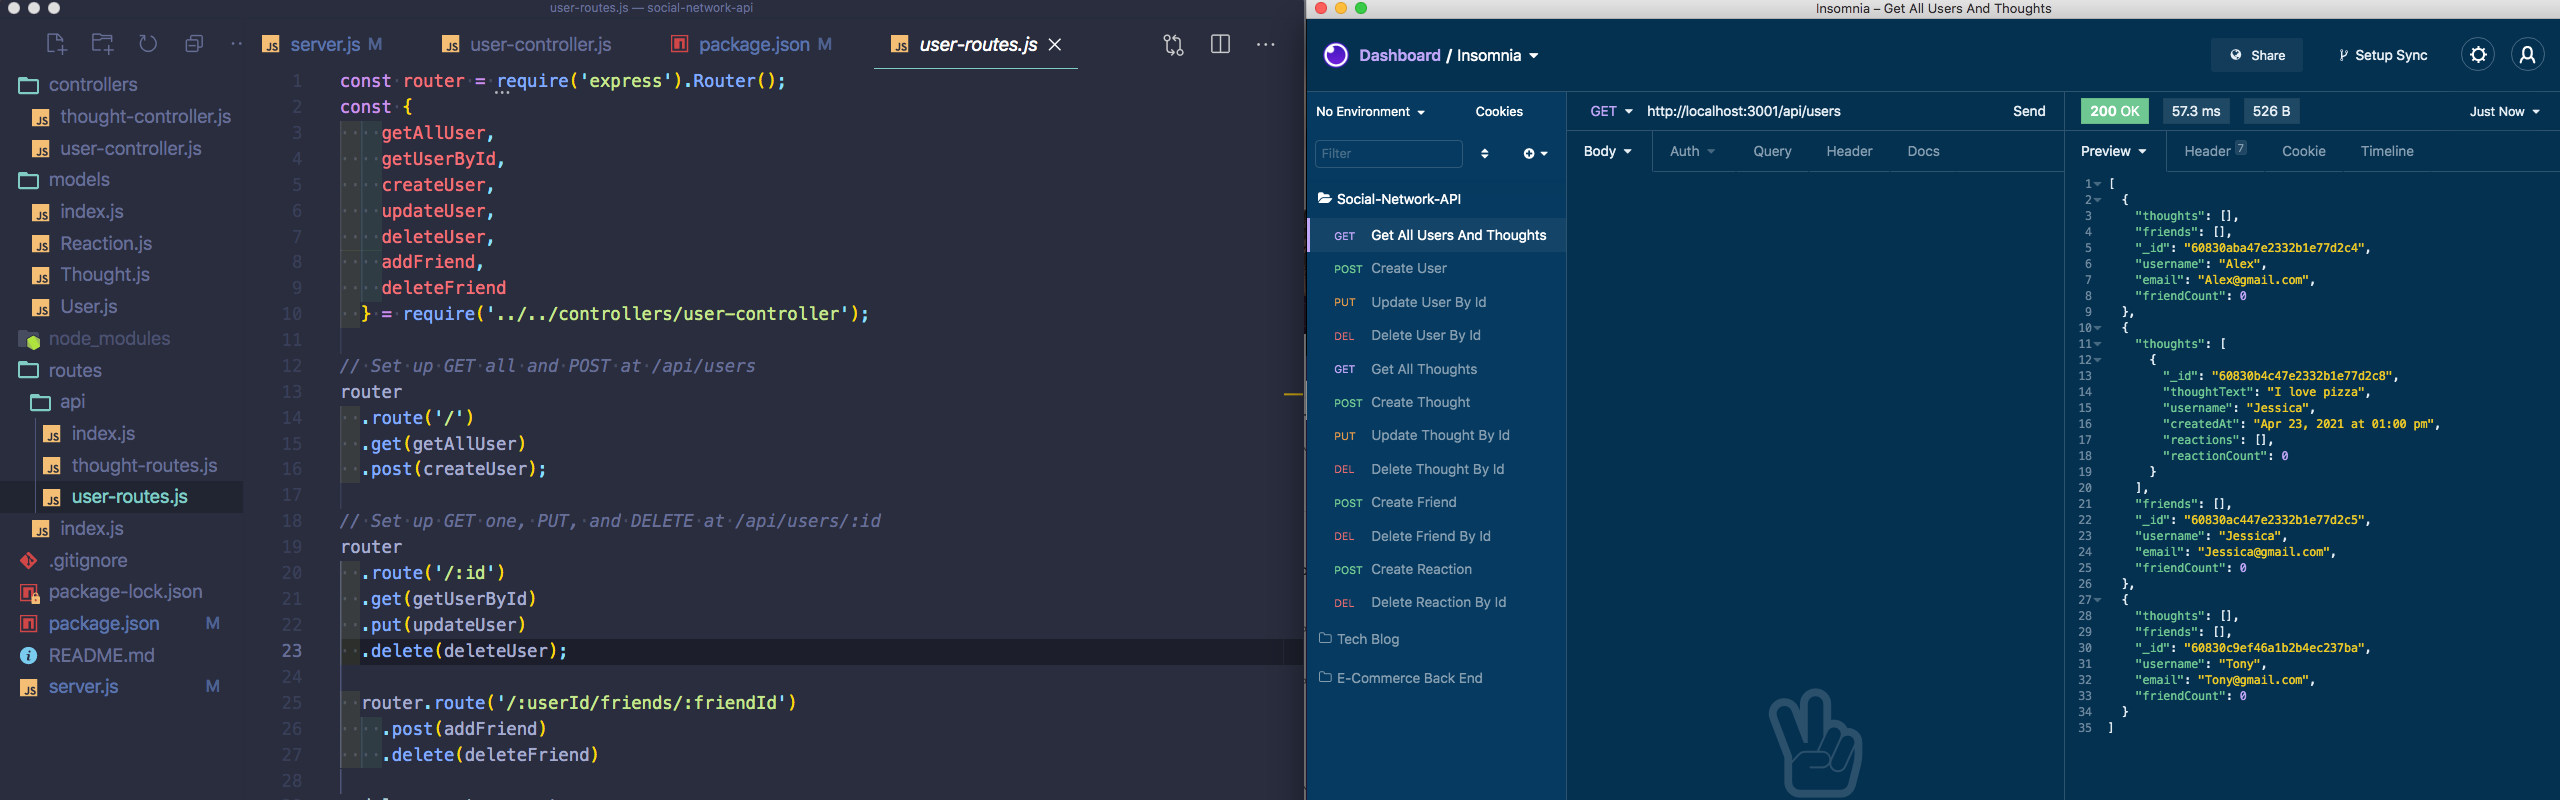 user-routes.js — social-network-api
server.js M
user-controller.js
package.json M
user-routes.js
controllers
thought-controller.js
user-controller.js
models
index.js
Reaction.js
Thought.js
User.js
node_modules
routes
api
index.js
thought-routes.js
user-routes.js
index.js
.gitignore
package-lock.json
package.json M
README.md
server.js M
1 const router = require('express').Router();
2 const {
3 getAllUser,
4 getUserById,
5 createUser,
6 updateUser,
7 deleteUser,
8 addFriend,
9 deleteFriend
10 } = require('../../controllers/user-controller');
11
12 // Set up GET all and POST at /api/users
13 router
14 .route('/')
15 .get(getAllUser)
16 .post(createUser);
17
18 // Set up GET one, PUT, and DELETE at /api/users/:id
19 router
20 .route('/:id')
21 .get(getUserById)
22 .put(updateUser)
23 .delete(deleteUser);
24
25 router.route('/:userId/friends/:friendId')
26 .post(addFriend)
27 .delete(deleteFriend)
28
Insomnia – Get All Users And Thoughts
Dashboard / Insomnia
Share
Setup Sync
No Environment
Cookies
Filter
Social-Network-API
GET Get All Users And Thoughts
POST Create User
PUT Update User By Id
DEL Delete User By Id
GET Get All Thoughts
POST Create Thought
PUT Update Thought By Id
DEL Delete Thought By Id
POST Create Friend
DEL Delete Friend By Id
POST Create Reaction
DEL Delete Reaction By Id
Tech Blog
E-Commerce Back End
GET http://localhost:3001/api/users Send
Body Auth Query Header Docs
200 OK 57.3 ms 526 B Just Now
Preview Header 7 Cookie Timeline
1 [
2 {
3 "thoughts": [],
4 "friends": [],
5 "_id": "60830aba47e2332b1e77d2c4",
6 "username": "Alex",
7 "email": "Alex@gmail.com",
8 "friendCount": 0
9 },
10 {
11 "thoughts": [
12 {
13 "_id": "60830b4c47e2332b1e77d2c8",
14 "thoughtText": "I love pizza",
15 "username": "Jessica",
16 "createdAt": "Apr 23, 2021 at 01:00 pm",
17 "reactions": [],
18 "reactionCount": 0
19 }
20 ],
21 "friends": [],
22 "_id": "60830ac447e2332b1e77d2c5",
23 "username": "Jessica",
24 "email": "Jessica@gmail.com",
25 "friendCount": 0
26 },
27 {
28 "thoughts": [],
29 "friends": [],
30 "_id": "60830c9ef46a1b2b4ec237ba",
31 "username": "Tony",
32 "email": "Tony@gmail.com",
33 "friendCount": 0
34 }
35 ]